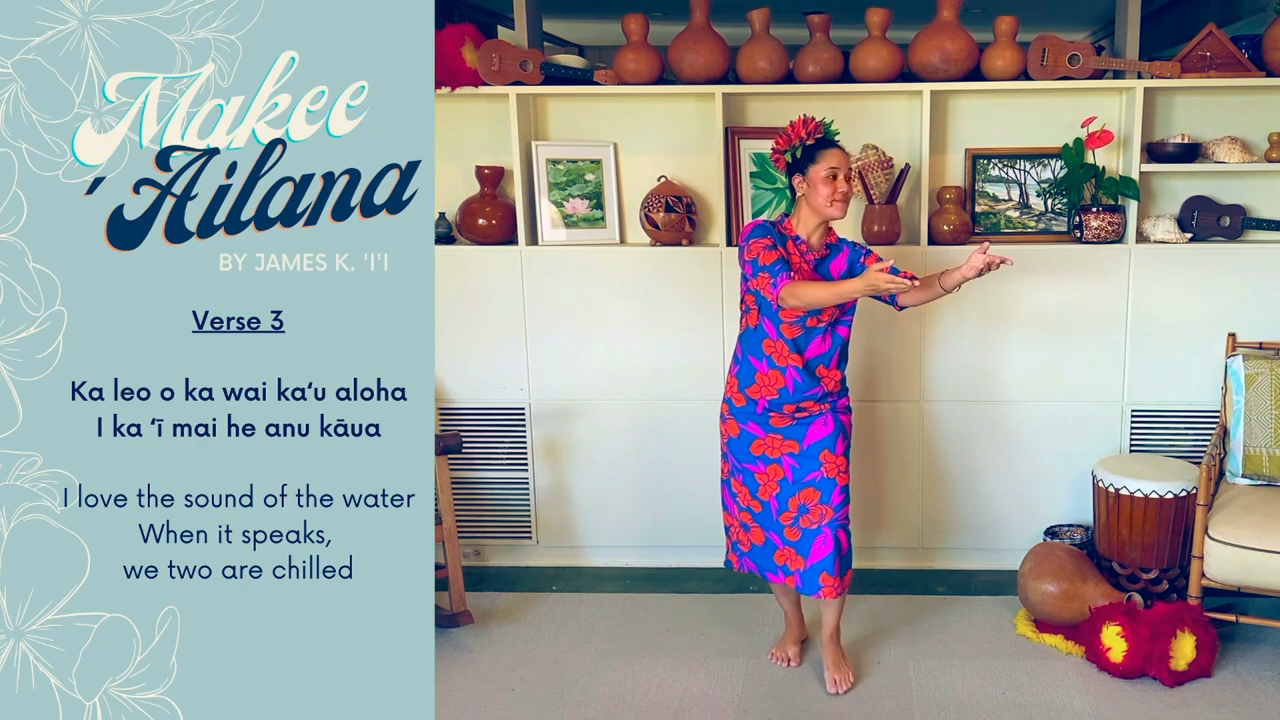 Makee
'Ailana
BY JAMES K. 'I'I
Verse 3
Ka leo o ka wai ka‘u aloha
I ka ‘ī mai he anu kāua
I love the sound of the water
When it speaks,
we two are chilled